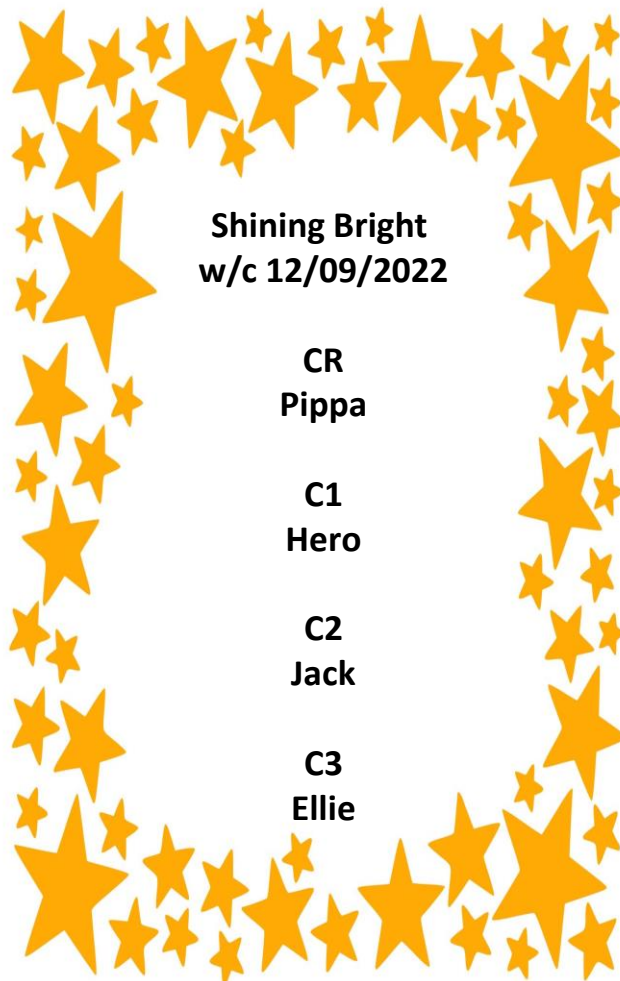 Shining Bright
w/c 12/09/2022
CR
Pippa
C1
Hero
C2
Jack
C3
Ellie